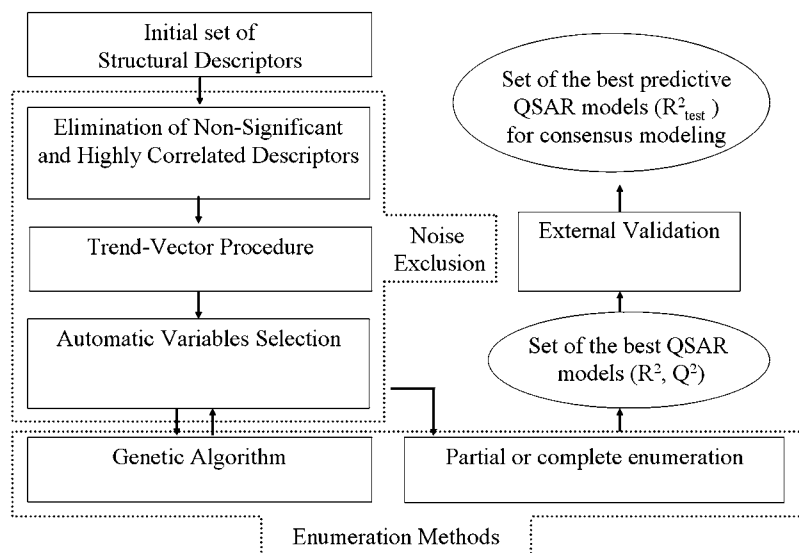 Initial set of
Structural Descriptors
Elimination of Non-Significant
and Highly Correlated Descriptors
Trend-Vector Procedure
Automatic Variables Selection
Noise
Exclusion
Genetic Algorithm
Partial or complete enumeration
Enumeration Methods
Set of the best QSAR
models (R², Q²)
External Validation
Set of the best predictive
QSAR models (R²test )
for consensus modeling